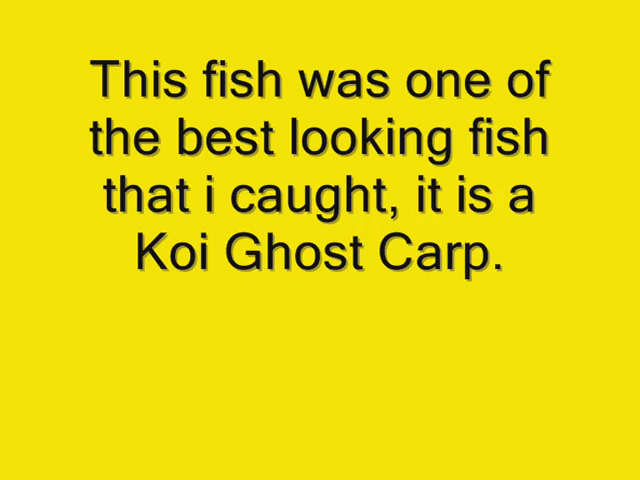 This fish was one of
the best looking fish
that i caught, it is a
Koi Ghost Carp.